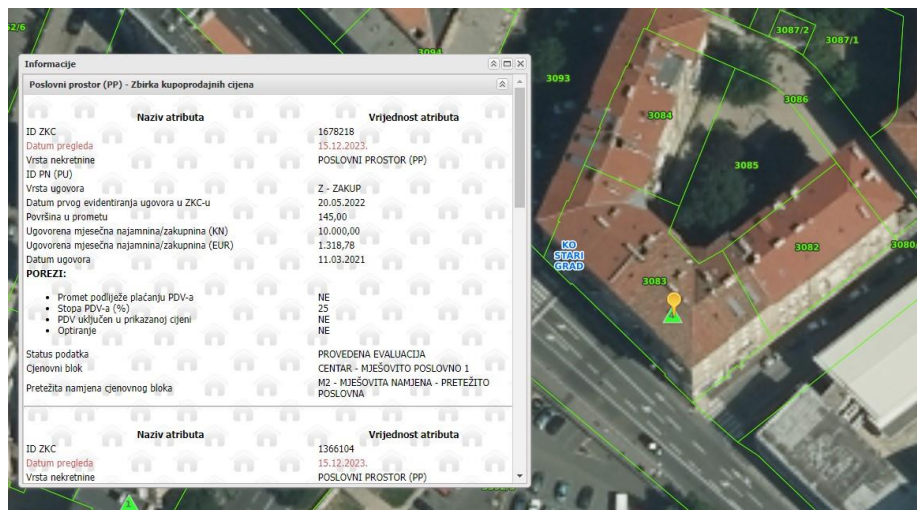 Informacije
Poslovni prostor (PP) - Zbirka kupoprodajnih cijena
Naziv atributa Vrijednost atributa
ID ZKC 1678218
Datum pregleda 15.12.2023.
Vrsta nekretnine POSLOVNI PROSTOR (PP)
ID PN (PU)
Vrsta ugovora Z - ZAKUP
Datum prvog evidentiranja ugovora u ZKC-u 20.05.2022
Površina u prometu 145,00
Ugovorena mjesečna najamnina/zakupnina (KN) 10.000,00
Ugovorena mjesečna najamnina/zakupnina (EUR) 1.318,78
Datum ugovora 11.03.2021
POREZI:
• Promet podliježe plaćanju PDV-a NE
• Stopa PDV-a (%) 25
• PDV uključen u prikazanoj cijeni NE
• Optiranje NE
Status podatka PROVEDENA EVALUACIJA
Cjenovni blok CENTAR - MJEŠOVITO POSLOVNO 1
Pretežita namjena cjenovnog bloka M2 - MJEŠOVITA NAMJENA - PRETEŽITO
POSLOVNA
Naziv atributa Vrijednost atributa
ID ZKC 1366104
Datum pregleda 15.12.2023.
Vrsta nekretnine POSLOVNI PROSTOR (PP)
3094
3087/2
3087/1
3093
3086
3084
3085
3082
3080
KO
STARI
GRAD
3083
1